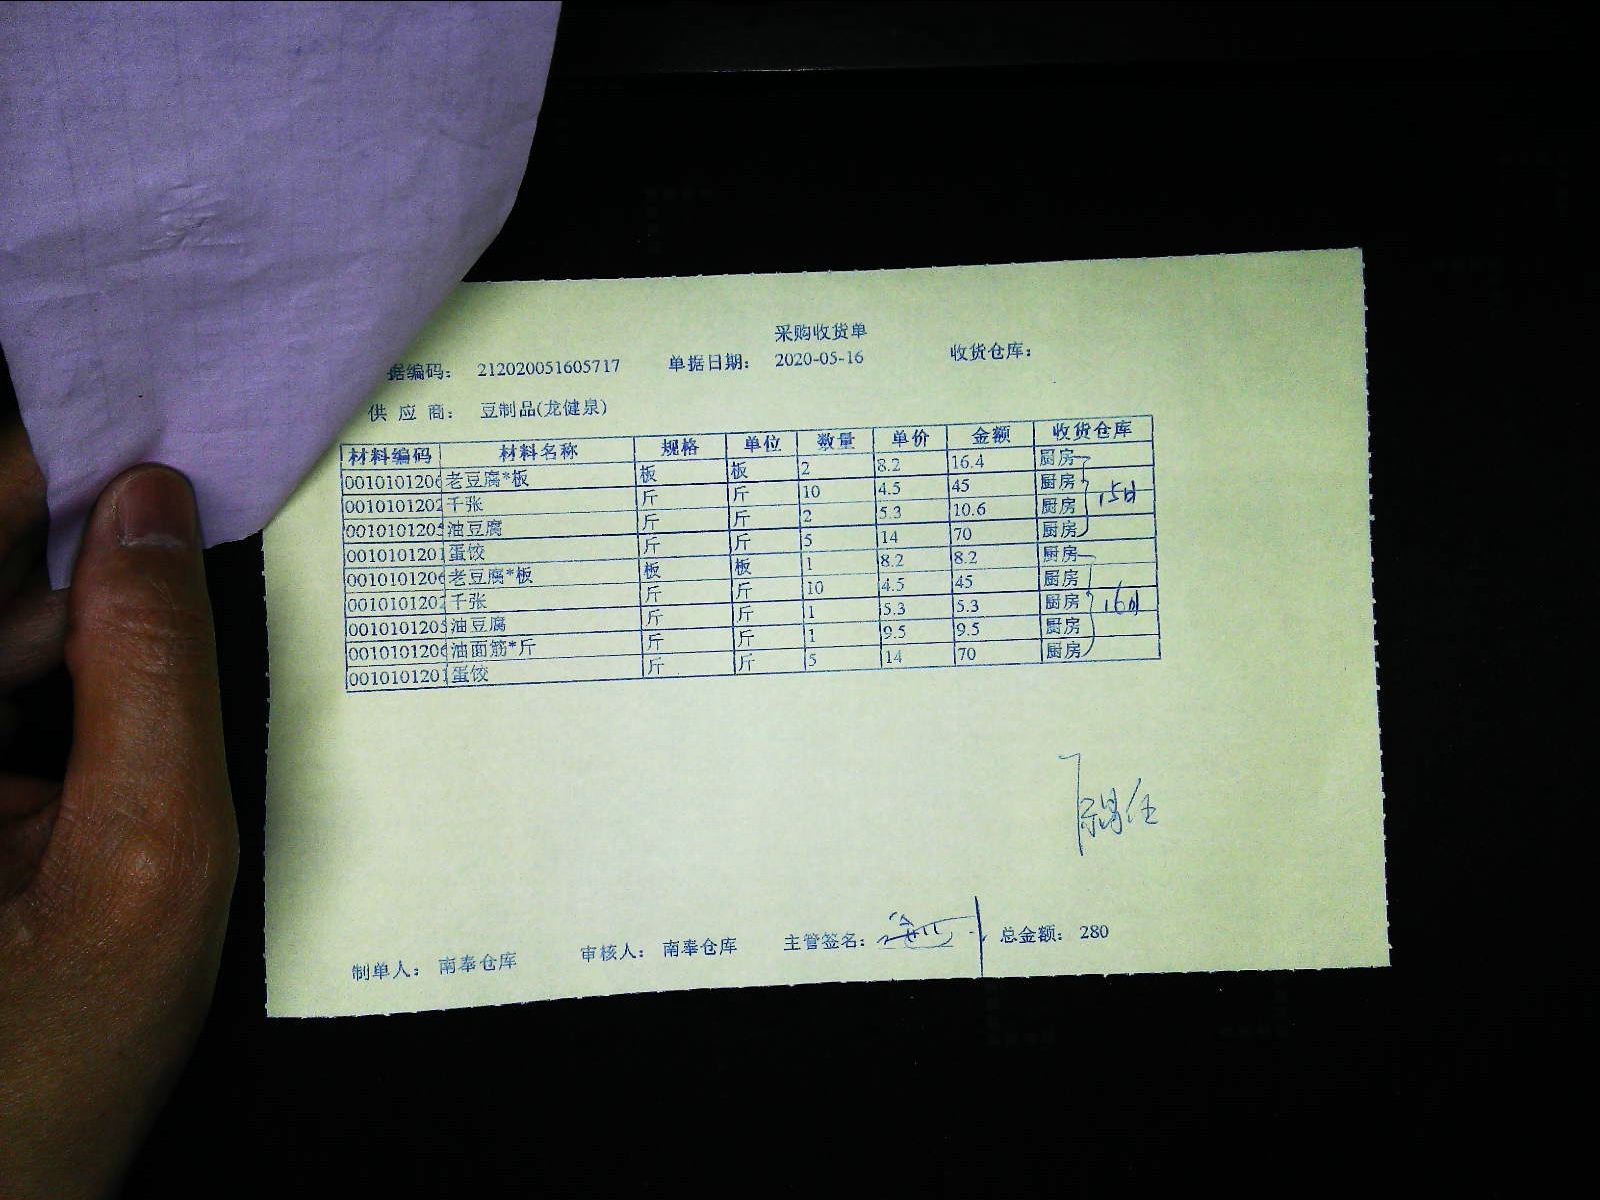 采购收货单
据编码： 212020051605717 单据日期： 2020-05-16 收货仓库：
供 应 商： 豆制品(龙健泉)
材料编码 材料名称 规格 单位 数量 单价 金额 收货仓库
0010101206 老豆腐*板 板 板 2 8.2 16.4 厨房
0010101202 千张 斤 斤 10 4.5 45 厨房
0010101205 油豆腐 斤 斤 2 5.3 10.6 厨房
0010101201 蛋饺 斤 斤 5 14 70 厨房
15日
0010101206 老豆腐*板 板 板 1 8.2 8.2 厨房
0010101202 千张 斤 斤 10 4.5 45 厨房
0010101205 油豆腐 斤 斤 1 5.3 5.3 厨房
0010101206 油面筋*斤 斤 斤 1 9.5 9.5 厨房
0010101201 蛋饺 斤 斤 5 14 70 厨房
16日
制单人： 南奉仓库 审核人： 南奉仓库 主管签名： 总金额： 280